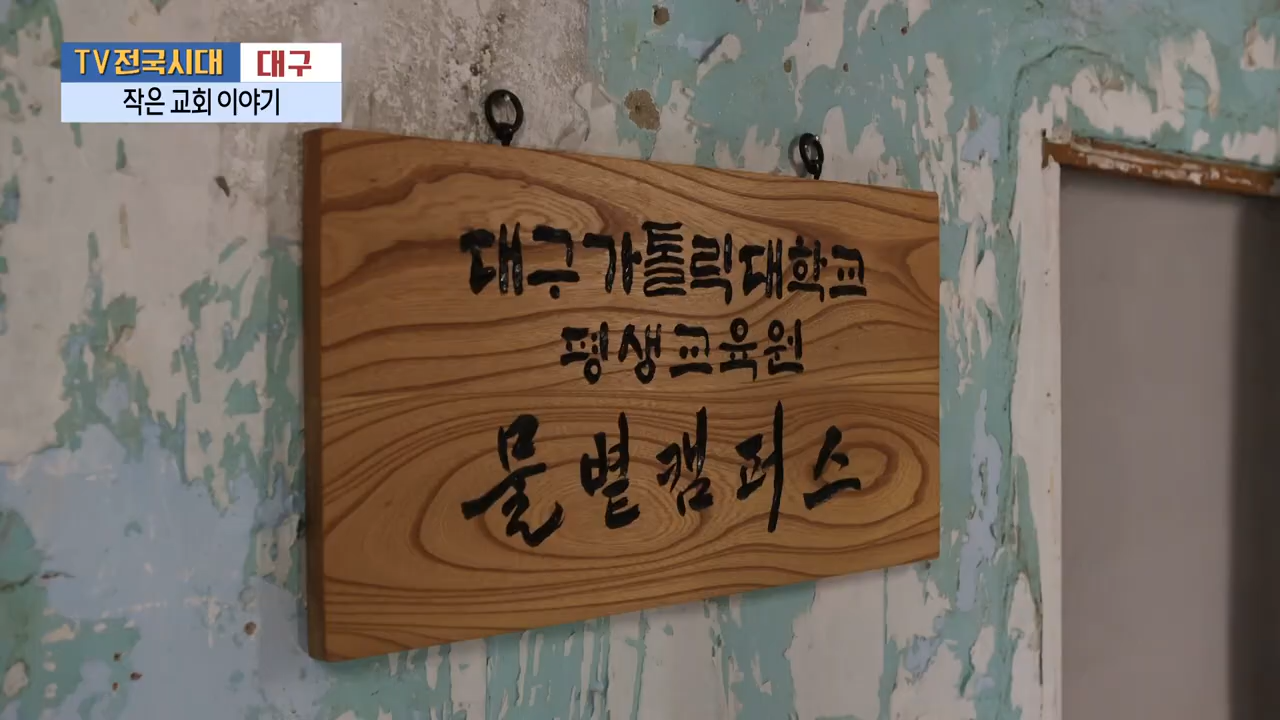 TV전국시대 대구
작은 교회 이야기
대구가톨릭대학교
평생교육원
물볕캠퍼스